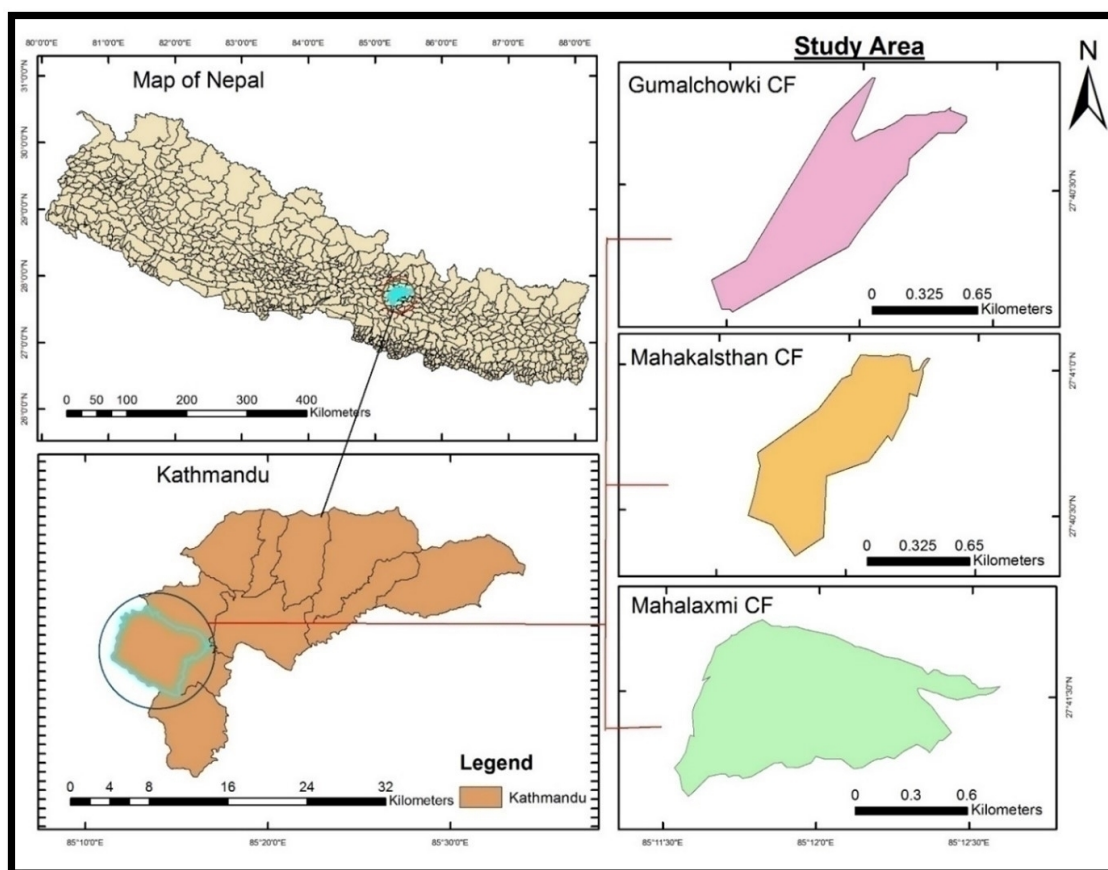 80°0'0"E 81°0'0"E 82°0'0"E 83°0'0"E 84°0'0"E 85°0'0"E 86°0'0"E 87°0'0"E 88°0'0"E
Map of Nepal
31°0'0"N
30°0'0"N
29°0'0"N
28°0'0"N
27°0'0"N
26°0'0"N
0 50 100 200 300 400
Kilometers
Kathmandu
Legend
Kathmandu
0 4 8 16 24 32
Kilometers
85°10'0"E 85°20'0"E 85°30'0"E
Study Area
N
Gumalchowki CF
27°40'30"N
0 0.325 0.65
Kilometers
Mahakalsthan CF
27°41'0"N
27°40'30"N
0 0.325 0.65
Kilometers
Mahalaxmi CF
27°41'30"N
0 0.3 0.6
Kilometers
85°11'30"E 85°12'0"E 85°12'30"E